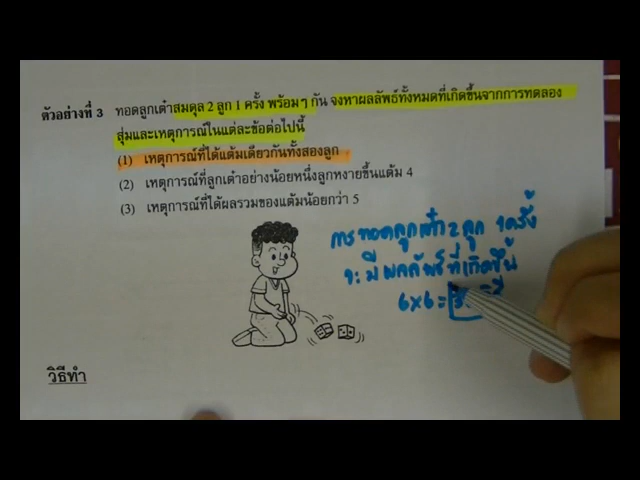 ตัวอย่างที่ 3 ทอดลูกเต๋าสมดุล 2 ลูก 1 ครั้ง พร้อมๆ กัน จงหาผลลัพธ์ทั้งหมดที่เกิดขึ้นจากการทดลอง
สุ่มและเหตุการณ์ในแต่ละข้อต่อไปนี้
(1) เหตุการณ์ที่ได้แต้มเดียวกันทั้งสองลูก
(2) เหตุการณ์ที่ลูกเต๋าอย่างน้อยหนึ่งลูกหงายขึ้นแต้ม 4
(3) เหตุการณ์ที่ได้ผลรวมของแต้มน้อยกว่า 5
การทอดลูกเต๋า 2 ลูก 1 ครั้ง
จะมีผลลัพธ์ที่เกิดขึ้น
6×6=
วิธีทำ